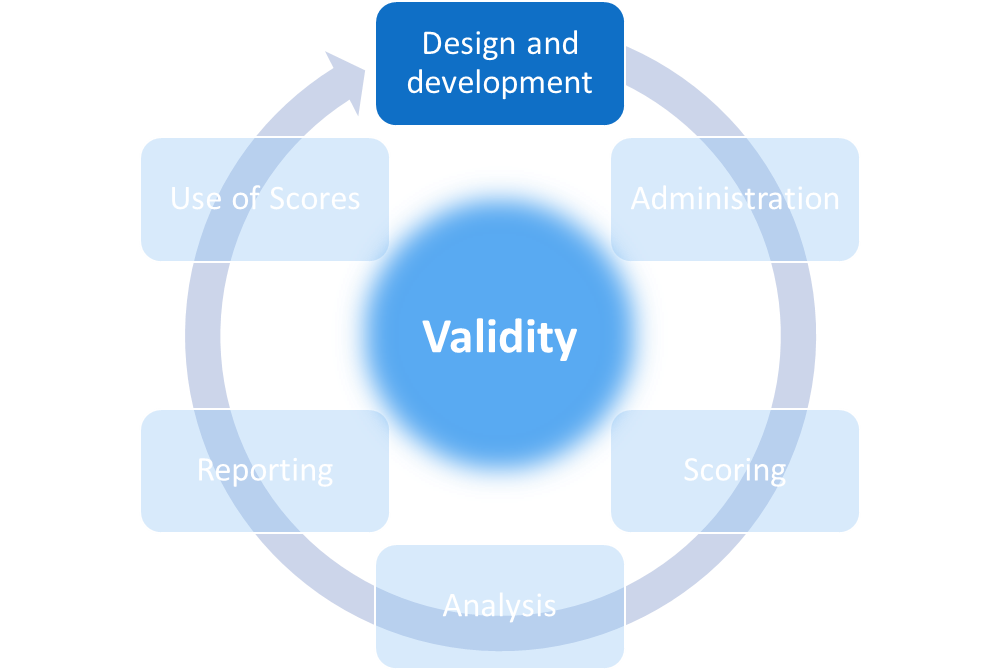 Design and
development
Administration
Scoring
Analysis
Reporting
Use of Scores
Validity